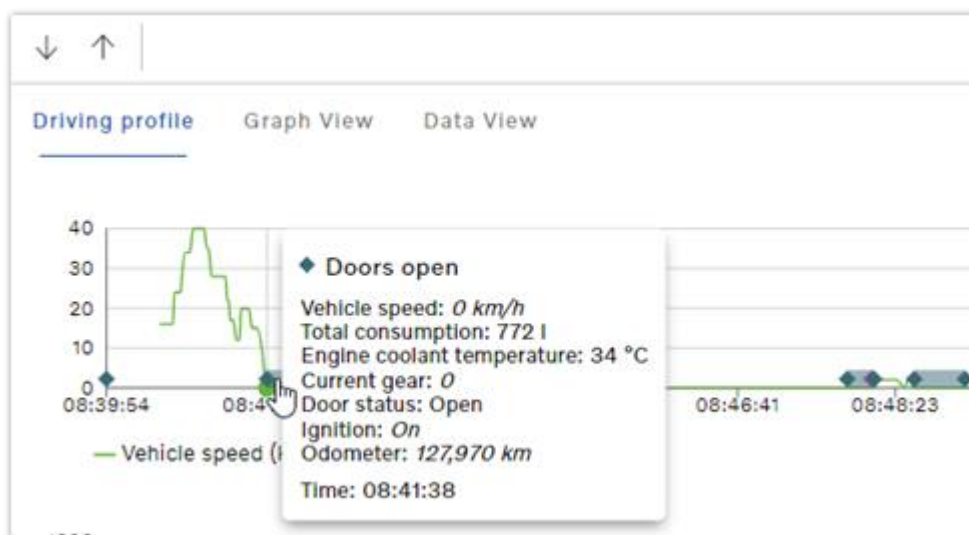 Driving profile Graph View Data View
40
30
20
10
0
Doors open
Vehicle speed: 0 km/h
Total consumption: 772 l
Engine coolant temperature: 34 °C
Current gear: 0
Door status: Open
Ignition: On
Odometer: 127,970 km
Time: 08:41:38
08:39:54 08:4 08:46:41 08:48:23
Vehicle speed (